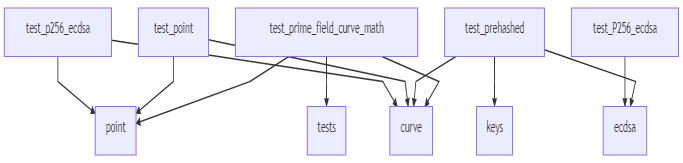 test_p256_ecdsa
test_point
test_prime_field_curve_math
test_prehashed
test_P256_ecdsa
point
tests
curve
keys
ecdsa